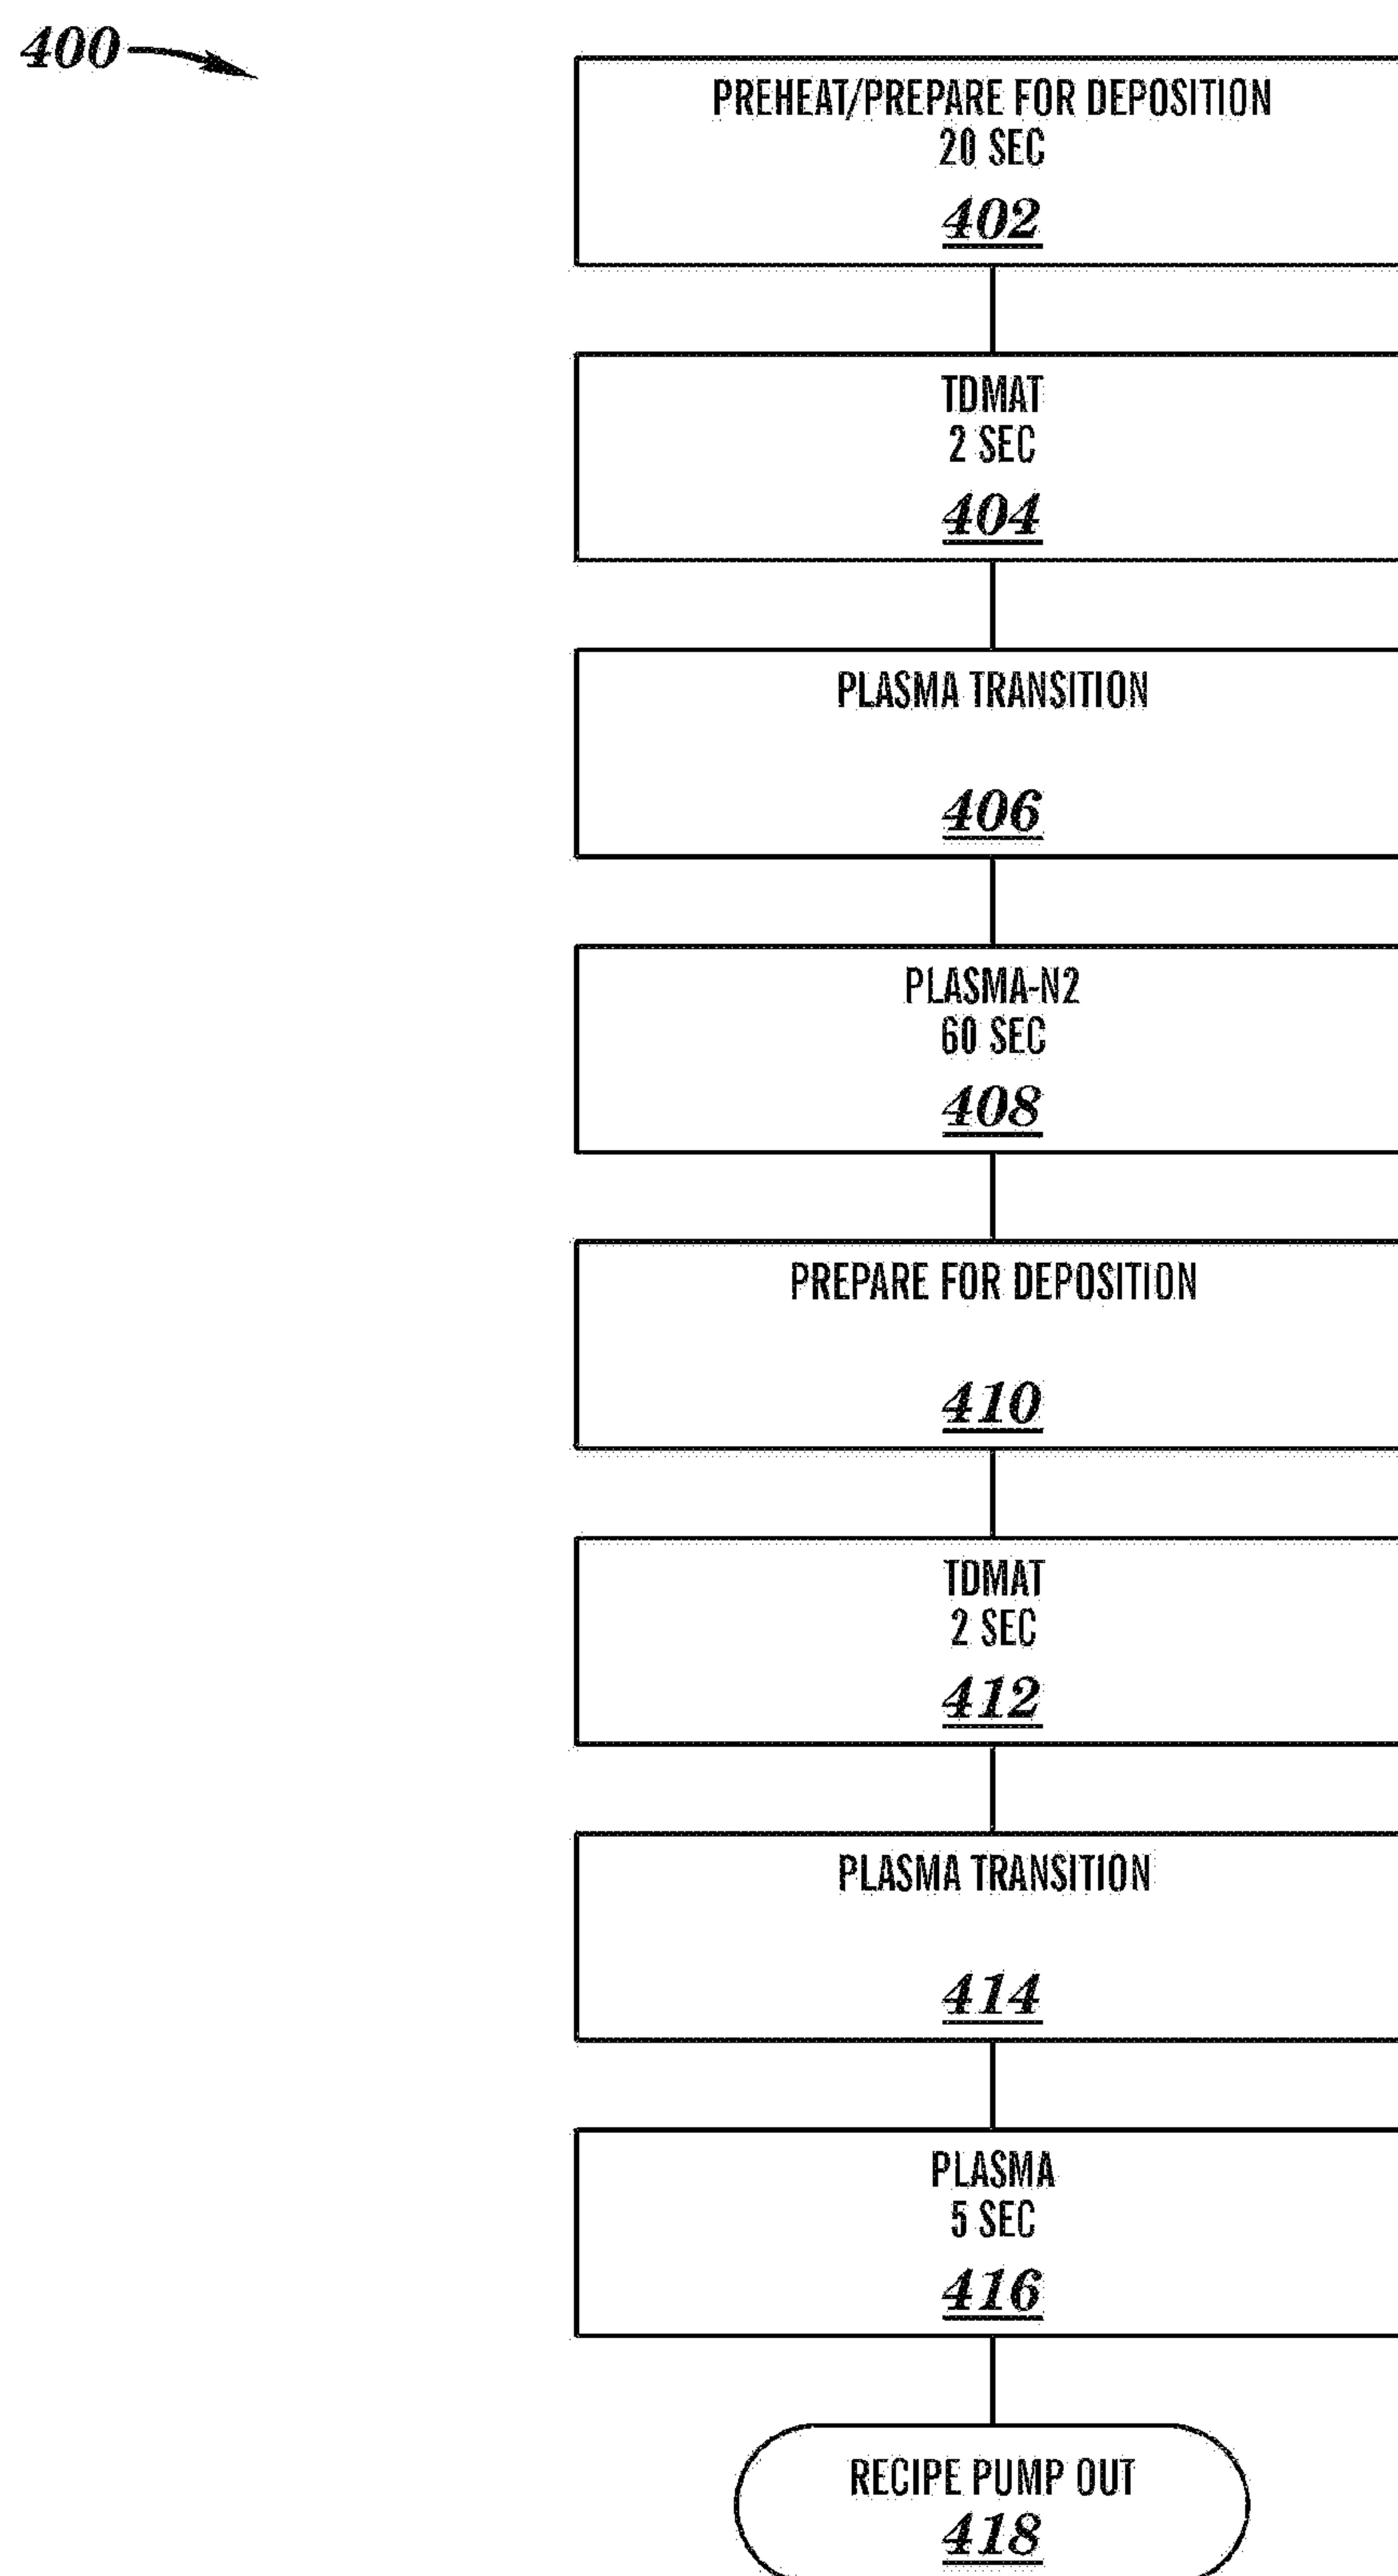 400
PREHEAT/PREPARE FOR DEPOSITION
20 SEC
402
TDMAT
2 SEC
404
PLASMA TRANSITION
406
PLASMA-N2
60 SEC
408
PREPARE FOR DEPOSITION
410
TDMAT
2 SEC
412
PLASMA TRANSITION
414
PLASMA
5 SEC
416
RECIPE PUMP OUT
418